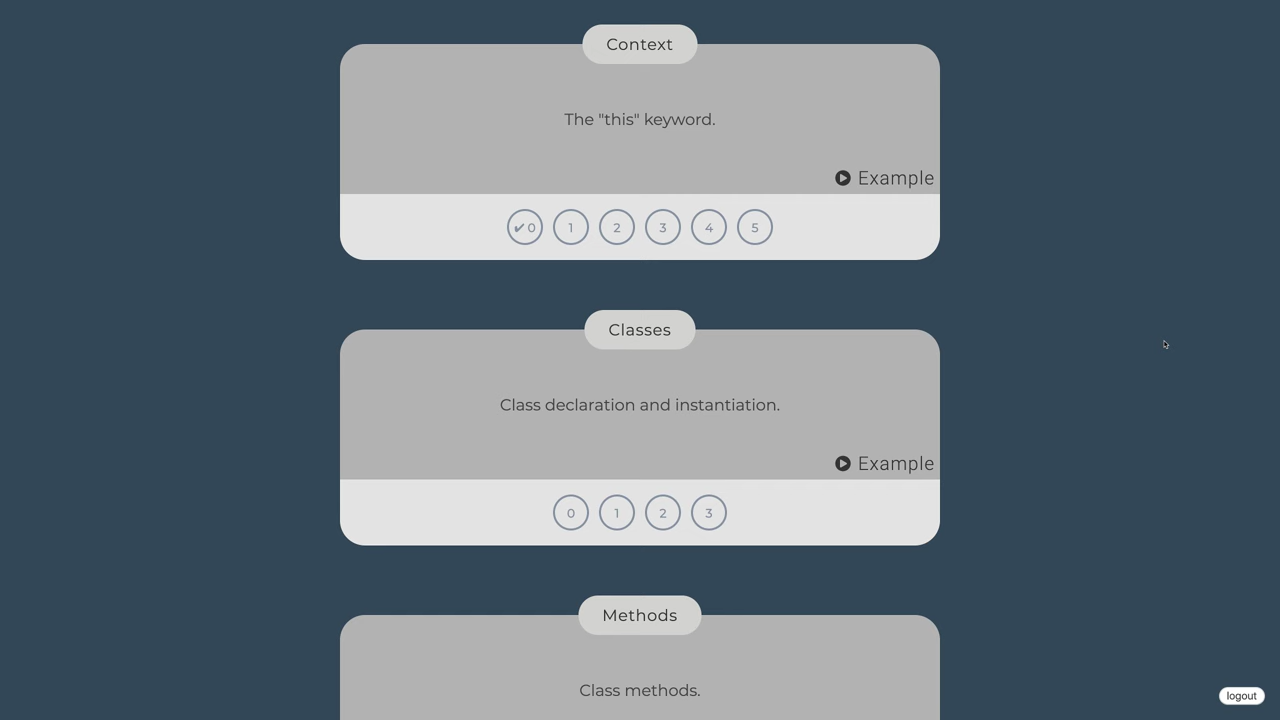 Context
The "this" keyword.
Example
✔ 0 1 2 3 4 5
Classes
Class declaration and instantiation.
Example
0 1 2 3
Methods
Class methods.
logout